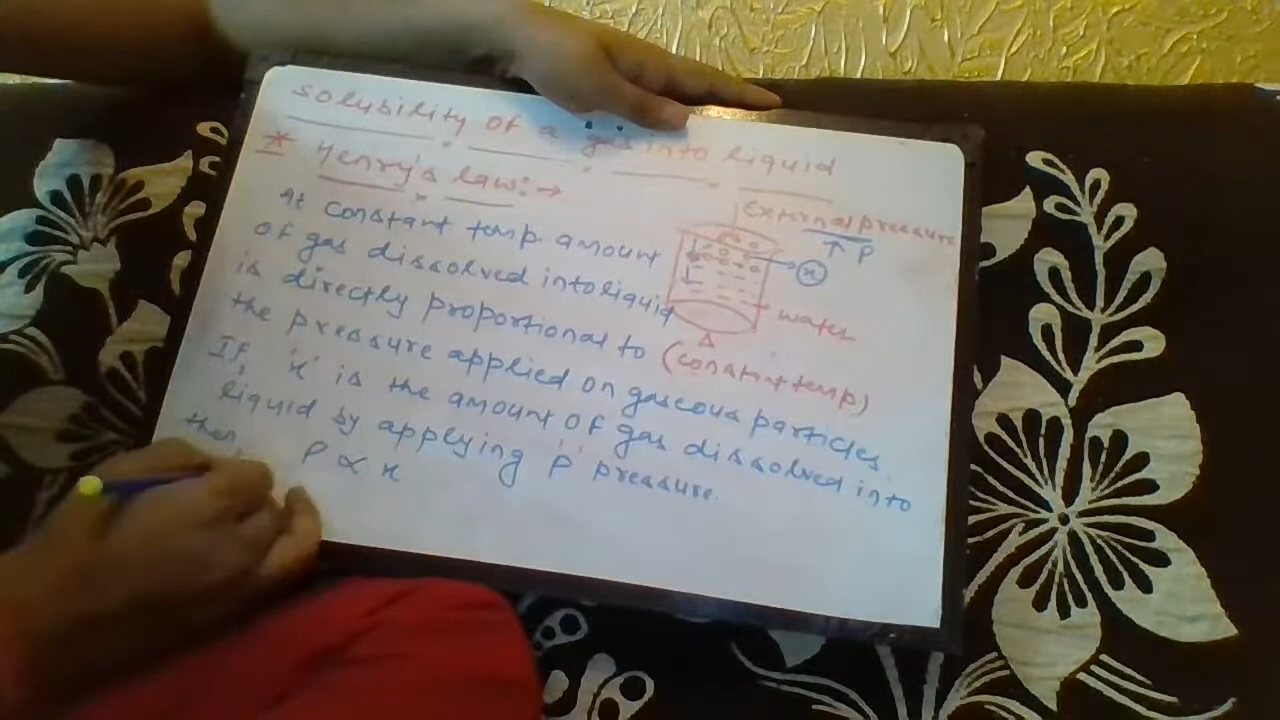 Solubility of a gas into liquid
* Henry's law:→
At constant temp. amount
of gas dissolved into liquid
is directly proportional to
the pressure applied on gaseous particles
If, 'x' is the amount of gas dissolved into
liquid by applying 'P' pressure.
then
P ∝ x
External pressure
↑ P
x
water
Δ
(constant temp)